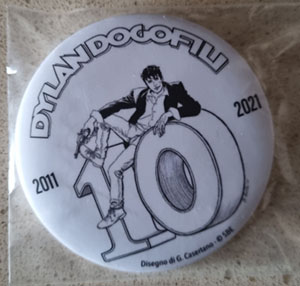 DYLANDOGOFILI
2011
2021
10
Disegno di G. Casertano - © SBE